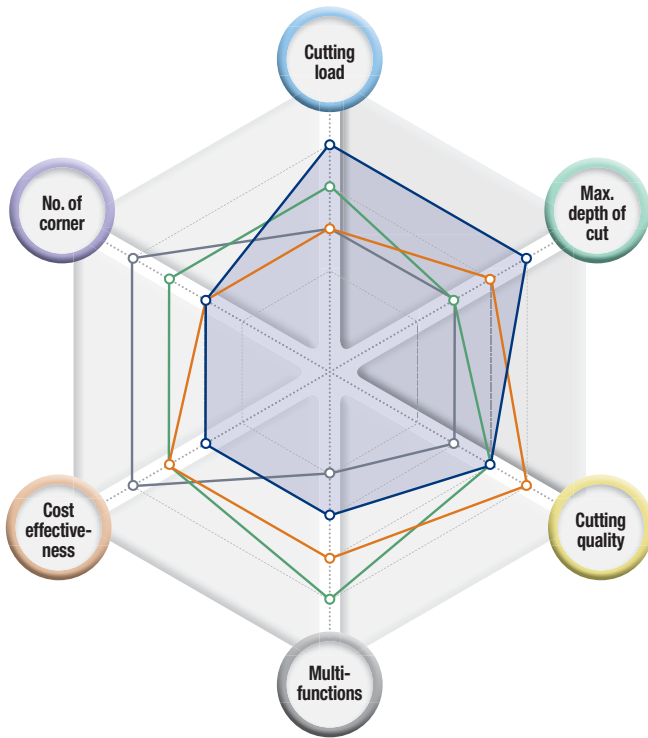 Cutting
load
No. of
corner
Max.
depth of
cut
Cost
effective-
ness
Cutting
quality
Multi-
functions